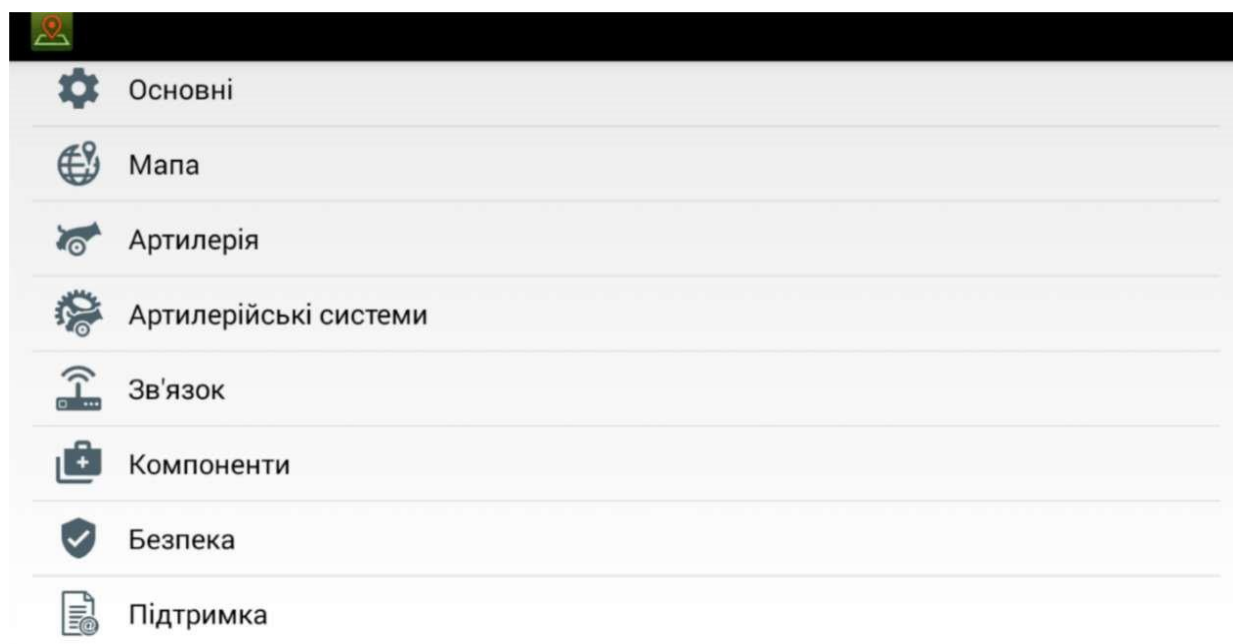 Основні
Мапа
Артилерія
Артилерійські системи
Зв'язок
Компоненти
Безпека
Підтримка